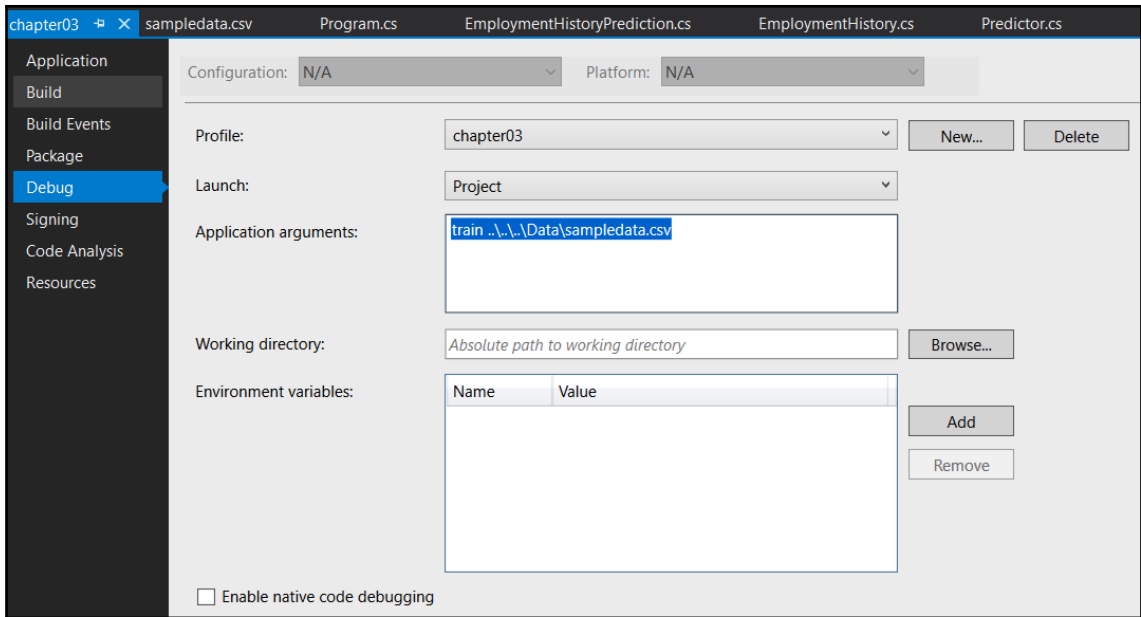 chapter03 sampledata.csv Program.cs EmploymentHistoryPrediction.cs EmploymentHistory.cs Predictor.cs
Application
Build
Build Events
Package
Debug
Signing
Code Analysis
Resources
Configuration: N/A Platform: N/A
Profile: chapter03 New... Delete
Launch: Project
Application arguments: train ..\..\..\Data\sampledata.csv
Working directory: Absolute path to working directory Browse...
Environment variables: Name Value
Add
Remove
Enable native code debugging